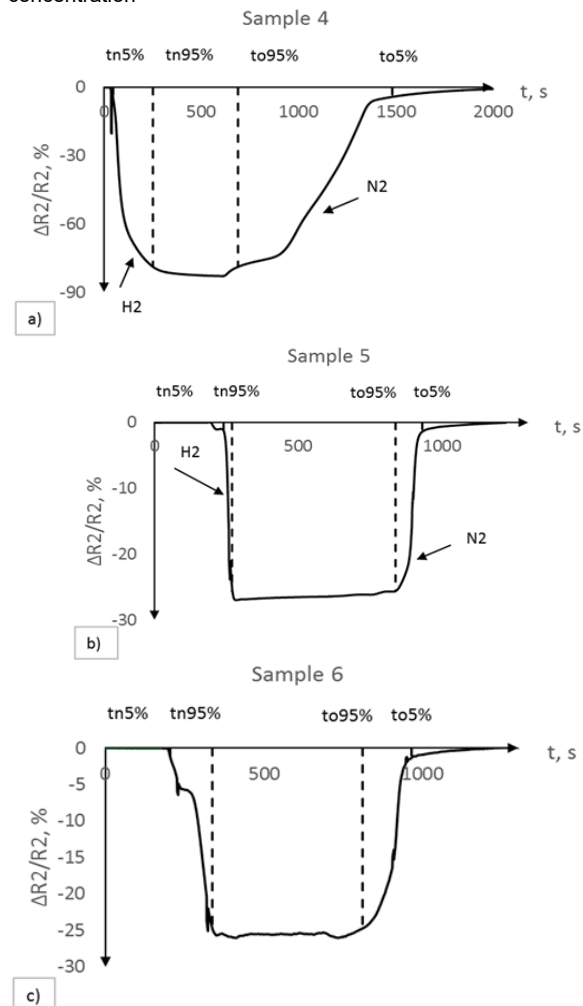 concentration
Sample 4
tn5% tn95% to95% to5%
0
t, s
0 500 1000 1500 2000
-30
-60
-90
ΔR2/R2, %
H2
N2
a)
Sample 5
tn5% tn95% to95% to5%
0
t, s
0 500 1000
H2
-10
-20
-30
ΔR2/R2, %
N2
b)
Sample 6
tn5% tn95% to95% to5%
0
t, s
0 500 1000
-5
-10
-15
-20
-25
-30
ΔR2/R2, %
c)